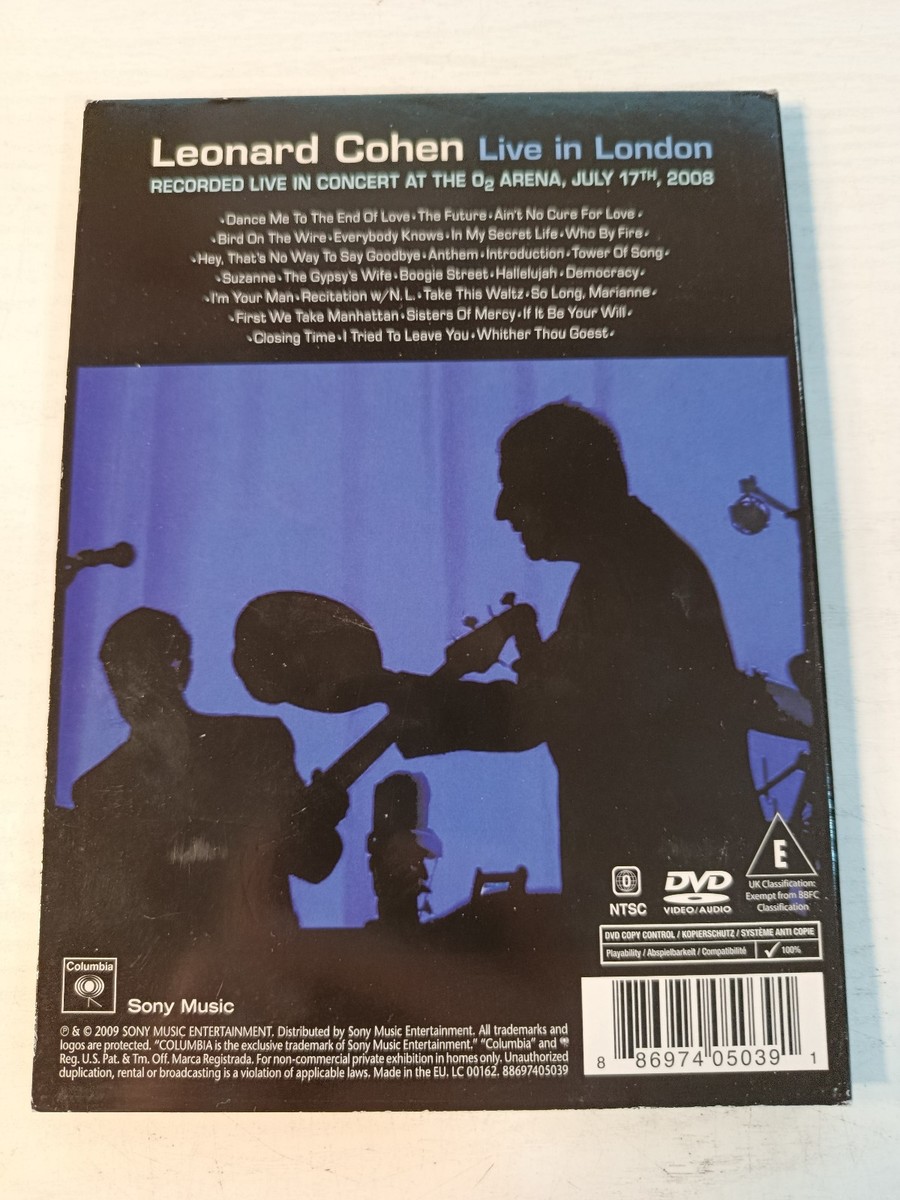 Leonard Cohen Live in London
RECORDED LIVE IN CONCERT AT THE O2 ARENA, JULY 17TH, 2008
•Dance Me To The End Of Love•The Future•Ain't No Cure For Love•
•Bird On The Wire•Everybody Knows•In My Secret Life•Who By Fire•
•Hey, That's No Way To Say Goodbye•Anthem•Introduction•Tower Of Song•
•Suzanne•The Gypsy's Wife•Boogie Street•Hallelujah•Democracy•
•I'm Your Man•Recitation w/N.L.•Take This Waltz•So Long, Marianne•
•First We Take Manhattan•Sisters Of Mercy•If It Be Your Will•
•Closing Time•I Tried To Leave You•Whither Thou Goest•
E
UK Classification:
Exempt from BBFC
Classification
0
NTSC
DVD
VIDEO/AUDIO
DVD COPY CONTROL / KOPIERSCHUTZ / SYSTÈME ANTI COPIE
Playability / Abspielbarkeit / Compatibilité ✓ 100%
Columbia
Sony Music
℗ & © 2009 SONY MUSIC ENTERTAINMENT. Distributed by Sony Music Entertainment. All trademarks and
logos are protected. "COLUMBIA is the exclusive trademark of Sony Music Entertainment." "Columbia" and
Reg. U.S. Pat. & Tm. Off. Marca Registrada. For non-commercial private exhibition in homes only. Unauthorized
duplication, rental or broadcasting is a violation of applicable laws. Made in the EU. LC 00162. 88697405039
8 86974 05039 1